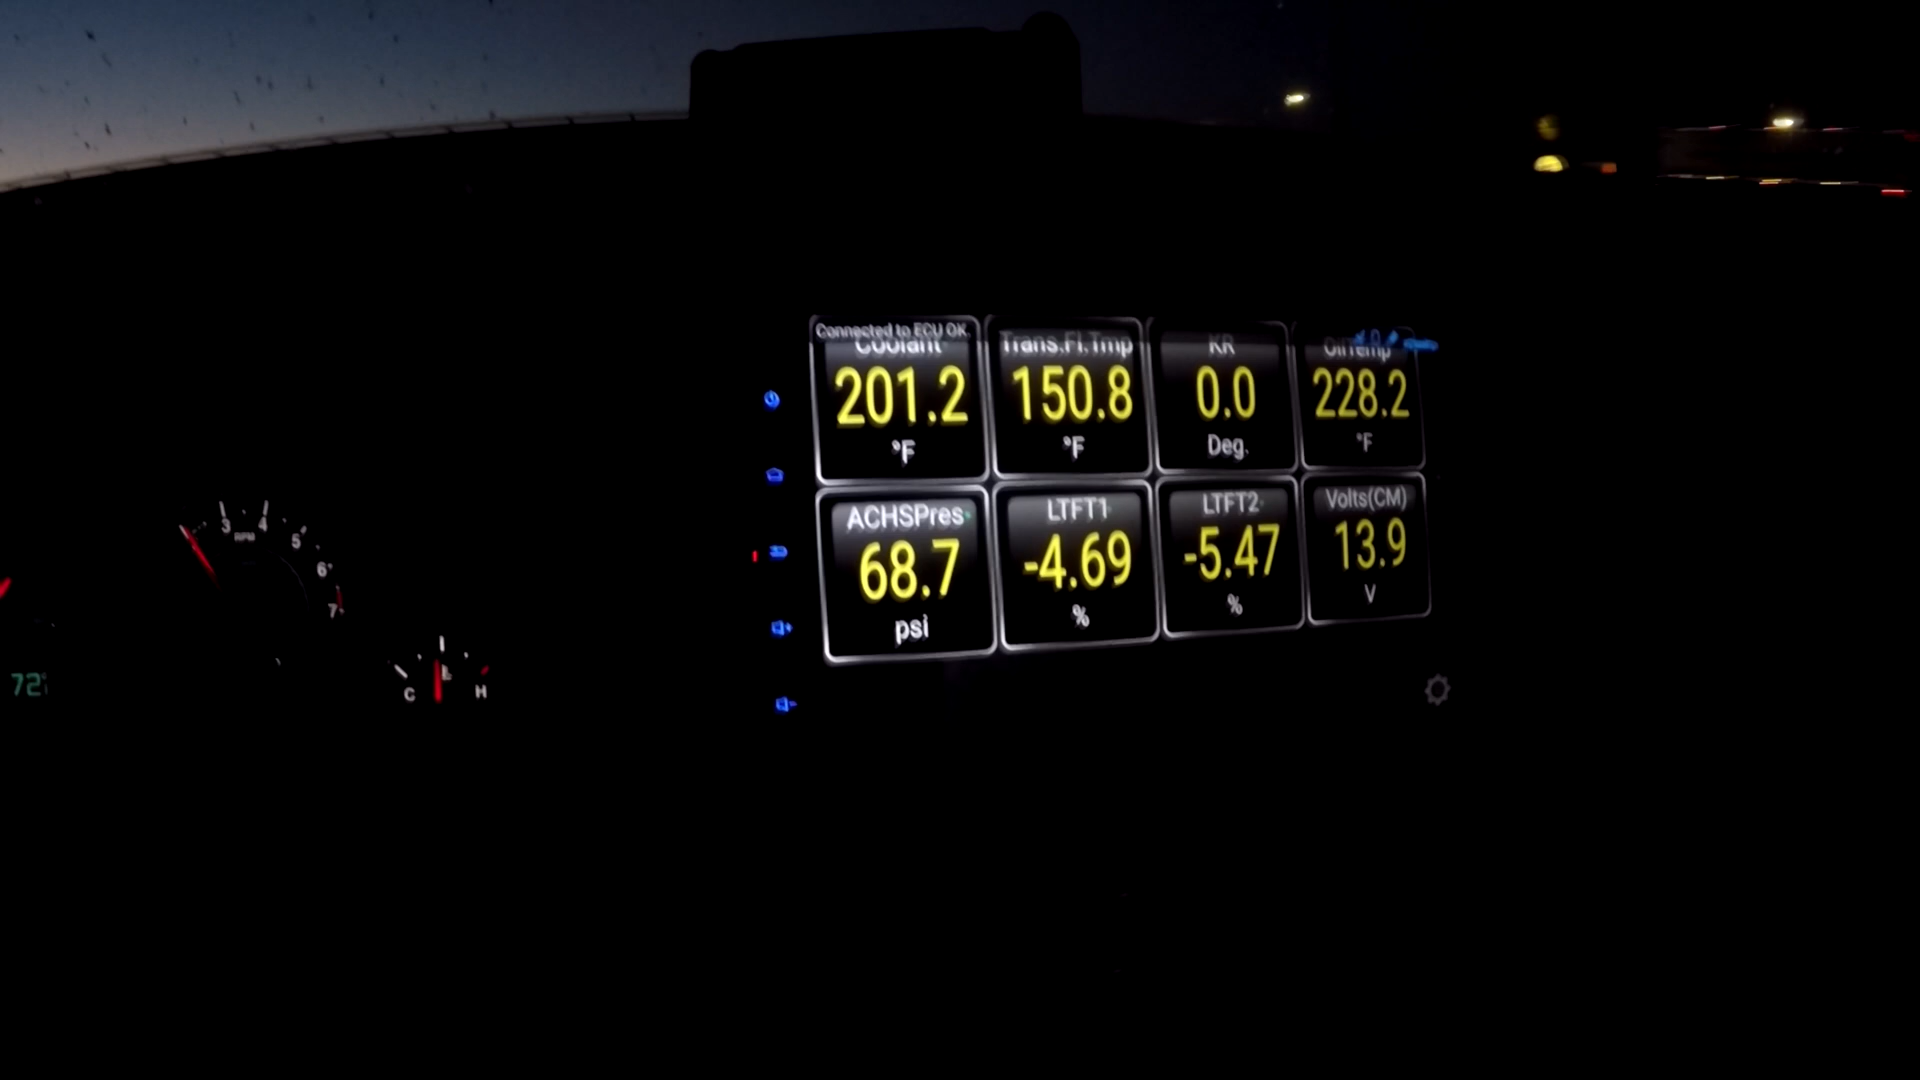 Connected to ECU OK.
Coolant
201.2
°F
Trans.Fl.Tmp
150.8
°F
KR
0.0
Deg.
OilTemp
228.2
°F
ACHSPres
68.7
psi
LTFT1
-4.69
%
LTFT2
-5.47
%
Volts(CM)
13.9
V
3
4
5
6
7
RPM
C
H
72°